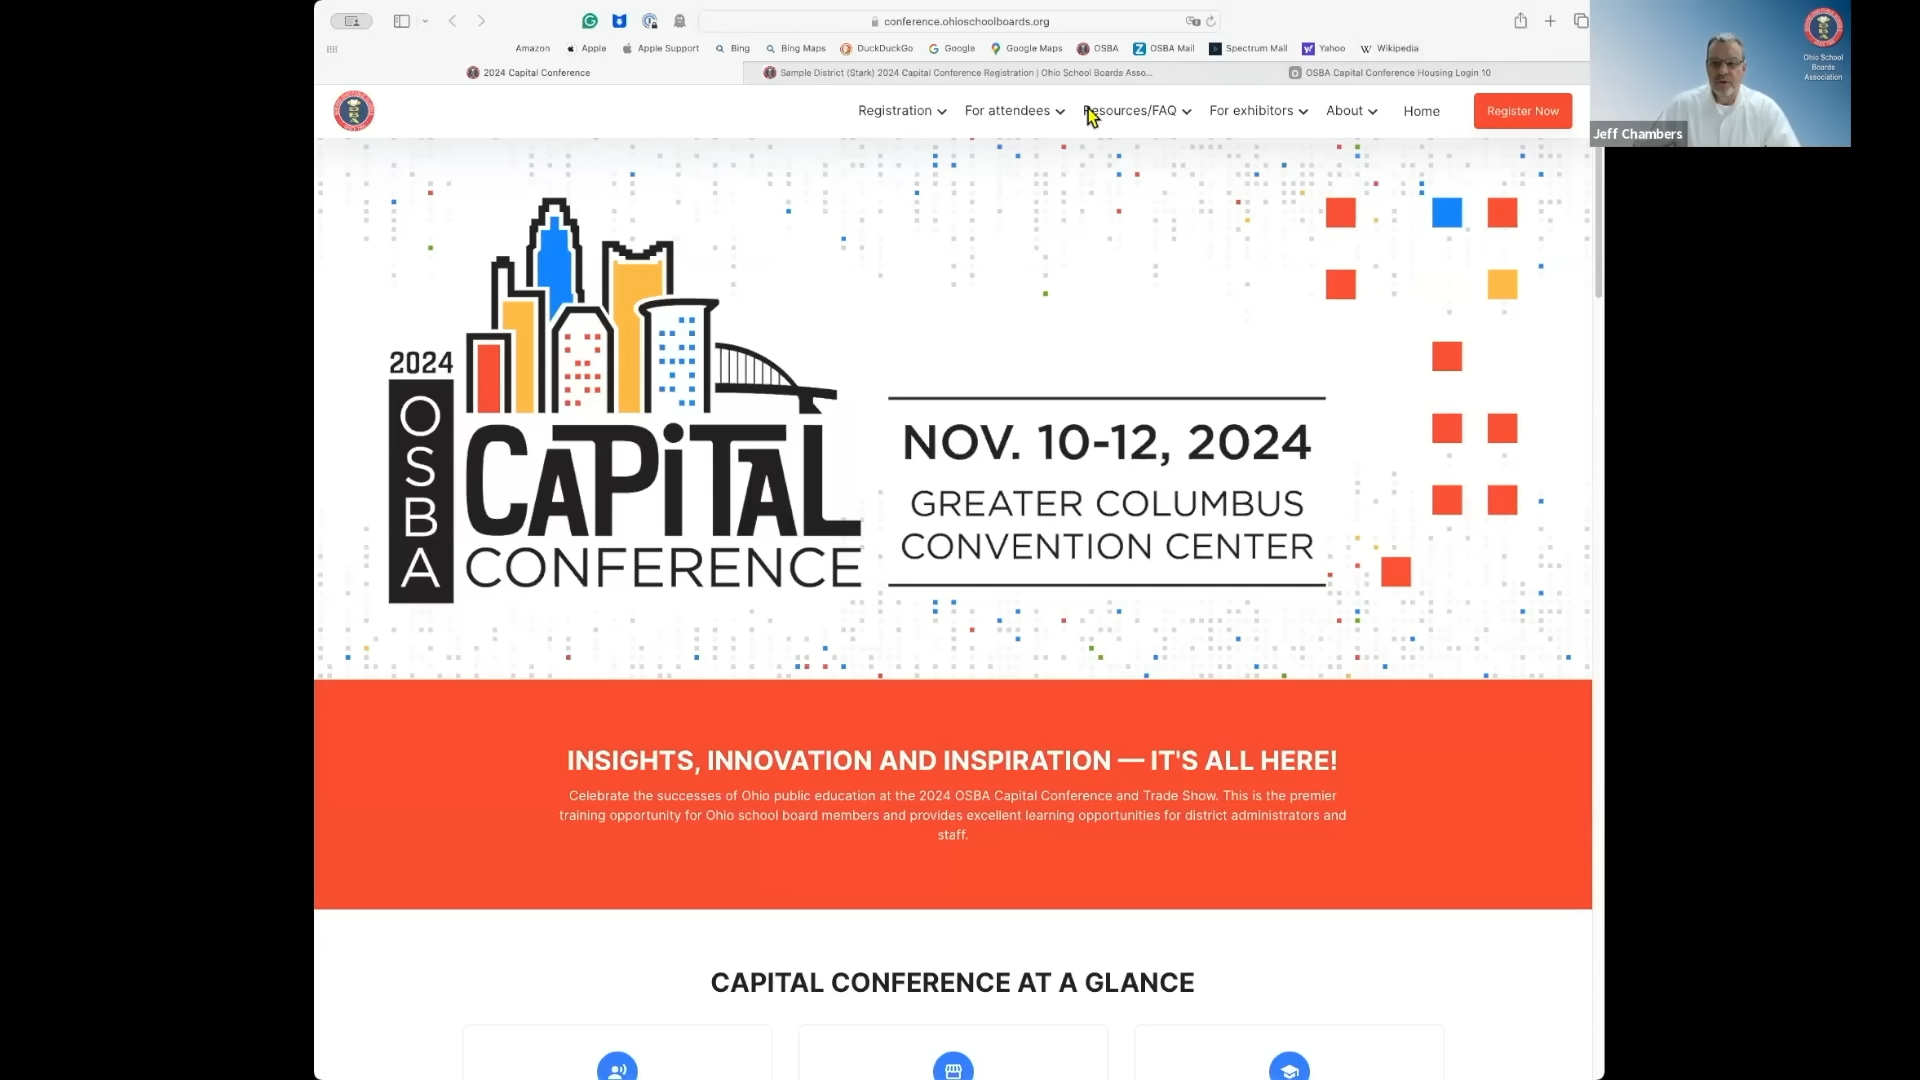 conference.ohioschoolboards.org
Amazon Apple Apple Support Bing Bing Maps DuckDuckGo Google Google Maps OSBA OSBA Mail Spectrum Mail Yahoo Wikipedia
2024 Capital Conference
Sample District (Stark) 2024 Capital Conference Registration | Ohio School Boards Asso...
OSBA Capital Conference Housing Login 10
Registration For attendees Resources/FAQ For exhibitors About Home Register Now
Ohio School
Boards
Association
Jeff Chambers
2024
OSBA
CAPiTAL
CONFERENCE
NOV. 10-12, 2024
GREATER COLUMBUS
CONVENTION CENTER
INSIGHTS, INNOVATION AND INSPIRATION — IT'S ALL HERE!
Celebrate the successes of Ohio public education at the 2024 OSBA Capital Conference and Trade Show. This is the premier
training opportunity for Ohio school board members and provides excellent learning opportunities for district administrators and
staff.
CAPITAL CONFERENCE AT A GLANCE